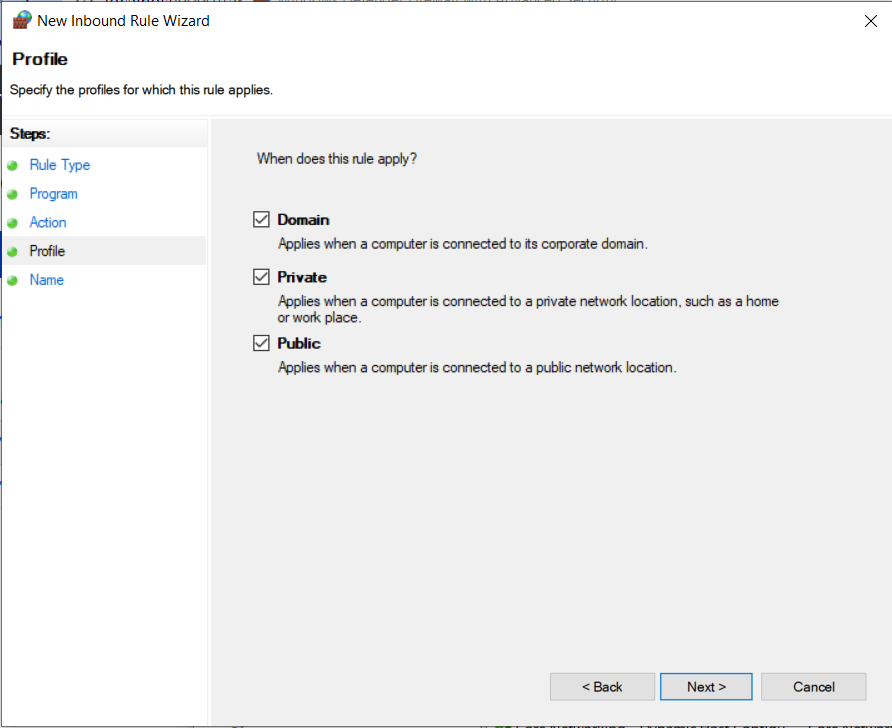 New Inbound Rule Wizard
Profile
Specify the profiles for which this rule applies.
Steps:
Rule Type
Program
Action
Profile
Name
When does this rule apply?
Domain
Applies when a computer is connected to its corporate domain.
Private
Applies when a computer is connected to a private network location, such as a home
or work place.
Public
Applies when a computer is connected to a public network location.
< Back
Next >
Cancel